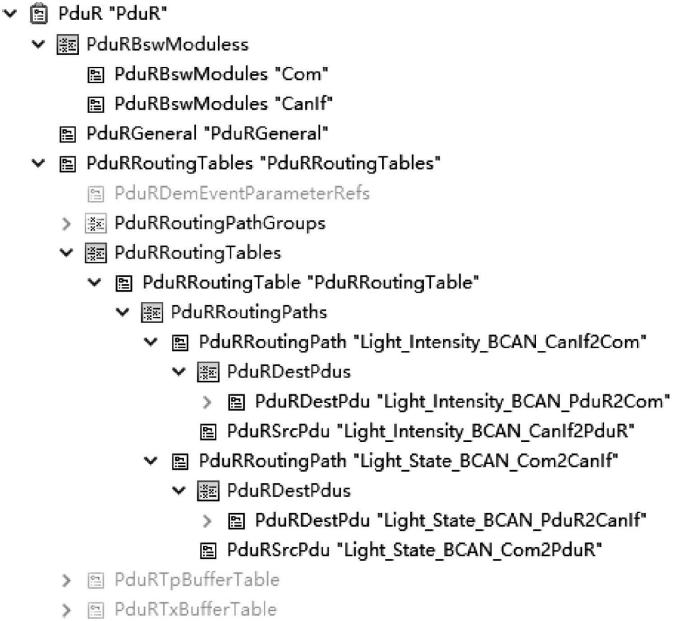 PduR "PduR"
PduRBswModuless
PduRBswModules "Com"
PduRBswModules "CanIf"
PduRGeneral "PduRGeneral"
PduRRoutingTables "PduRRoutingTables"
PduRDemEventParameterRefs
PduRRoutingPathGroups
PduRRoutingTables
PduRRoutingTable "PduRRoutingTable"
PduRRoutingPaths
PduRRoutingPath "Light_Intensity_BCAN_CanIf2Com"
PduRDestPdus
PduRDestPdu "Light_Intensity_BCAN_PduR2Com"
PduRSrcPdu "Light_Intensity_BCAN_CanIf2PduR"
PduRRoutingPath "Light_State_BCAN_Com2CanIf"
PduRDestPdus
PduRDestPdu "Light_State_BCAN_PduR2CanIf"
PduRSrcPdu "Light_State_BCAN_Com2PduR"
PduRTpBufferTable
PduRTxBufferTable